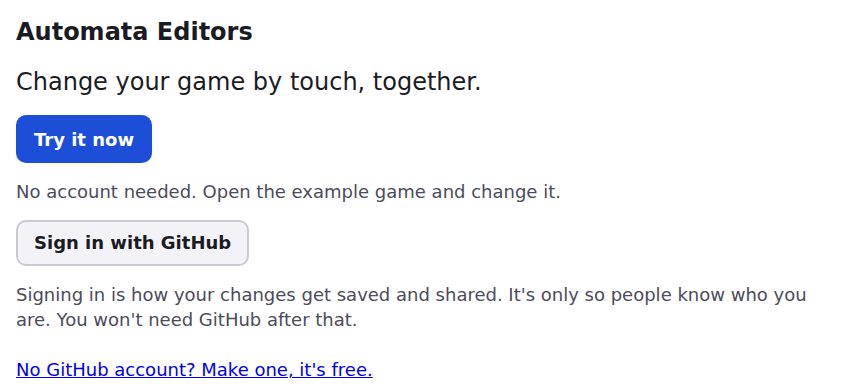 Automata Editors
Change your game by touch, together.
Try it now
No account needed. Open the example game and change it.
Sign in with GitHub
Signing in is how your changes get saved and shared. It's only so people know who you
are. You won't need GitHub after that.
No GitHub account? Make one, it's free.